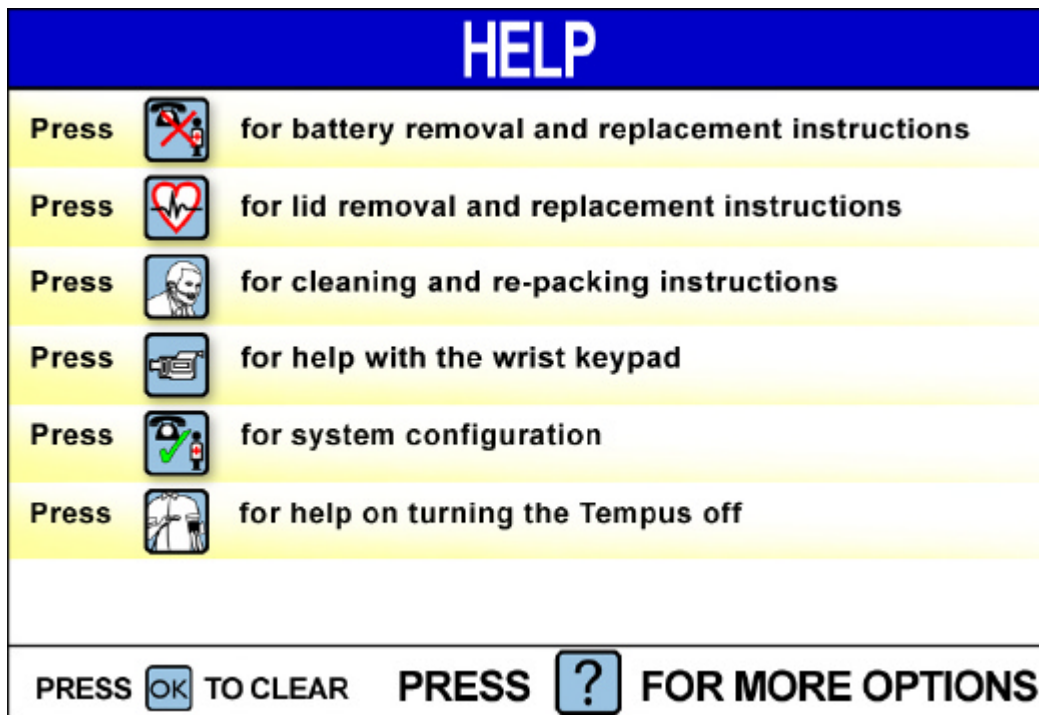 HELP
Press for battery removal and replacement instructions
Press for lid removal and replacement instructions
Press for cleaning and re-packing instructions
Press for help with the wrist keypad
Press for system configuration
Press for help on turning the Tempus off
PRESS OK TO CLEAR PRESS ? FOR MORE OPTIONS